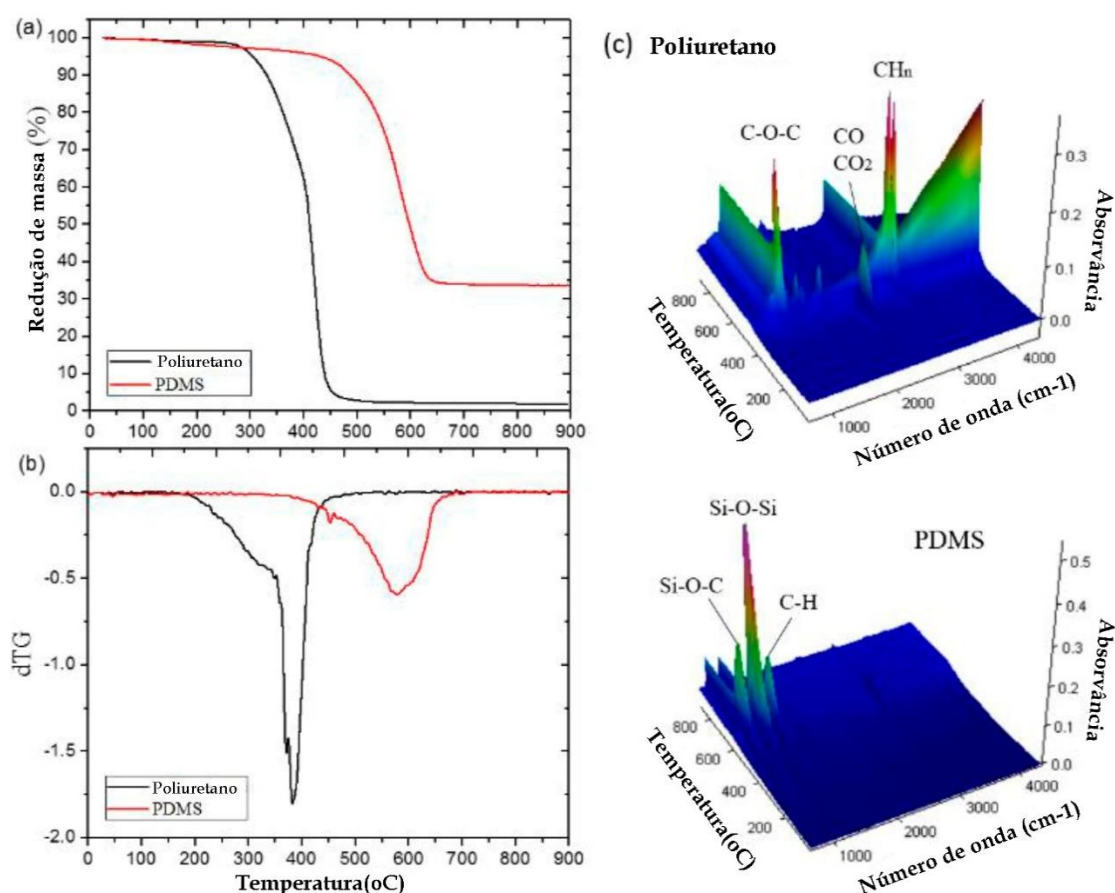 (a)
100
90
80
70
60
50
40
30
20
10
0
Redução de massa (%)
Poliuretano
PDMS
0 100 200 300 400 500 600 700 800 900
(b)
0.0
-0.5
-1.0
-1.5
-2.0
dTG
Poliuretano
PDMS
0 100 200 300 400 500 600 700 800 900
Temperatura(oC)
(c) Poliuretano
CHn
C-O-C
CO
CO2
0.3
0.2
0.1
0.0
Absorvância
800
600
400
200
Temperatura(oC)
1000
2000
3000
4000
Número de onda (cm-1)
PDMS
Si-O-Si
Si-O-C
C-H
0.5
0.4
0.3
0.2
0.1
0.0
Absorvância
800
600
400
200
Temperatura(oC)
1000
2000
3000
4000
Número de onda (cm-1)